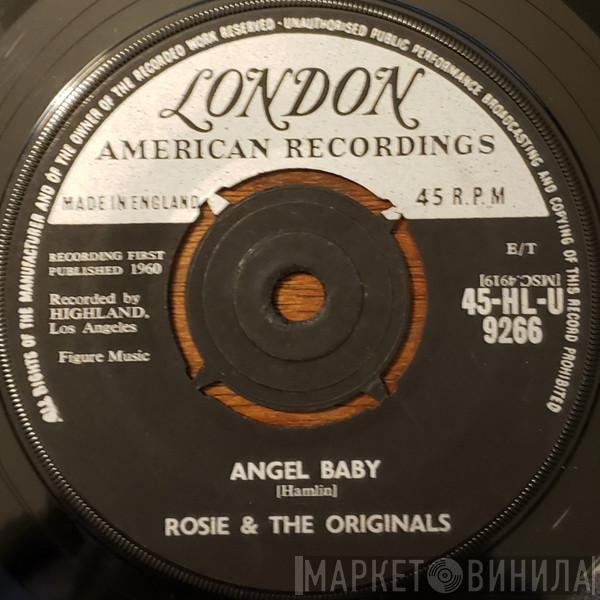 ALL RIGHTS OF THE MANUFACTURER AND OF THE OWNER OF THE RECORDED WORK RESERVED - UNAUTHORISED PUBLIC PERFORMANCE BROADCASTING AND COPYING OF THIS RECORD PROHIBITED
LONDON
AMERICAN RECORDINGS
MADE IN ENGLAND
45 R.P.M
RECORDING FIRST
PUBLISHED 1960
E/T
[MSC.4919]
45-HL-U
9266
Recorded by
HIGHLAND,
Los Angeles
Figure Music
ANGEL BABY
[Hamlin]
ROSIE & THE ORIGINALS
МАРКЕТ ВИНИЛА